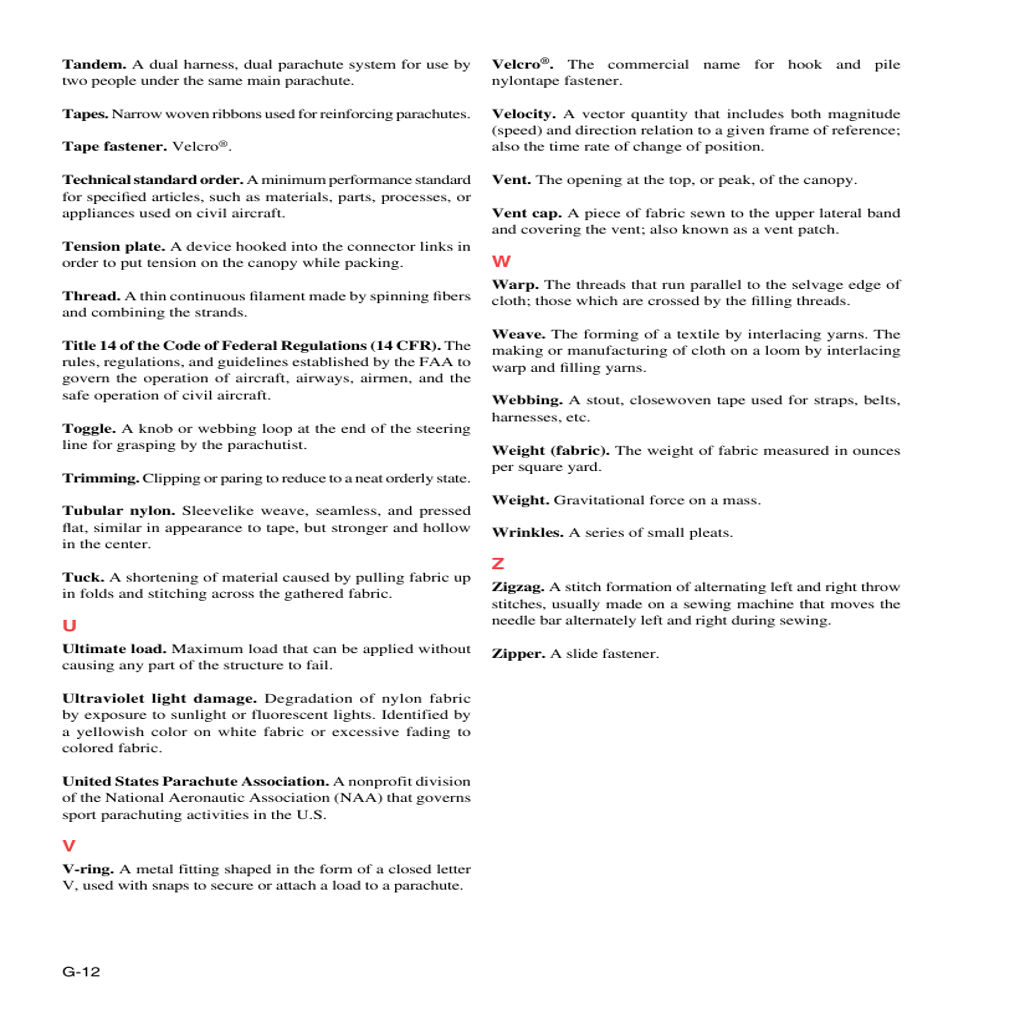 Tandem. A dual harness, dual parachute system for use by
two people under the same main parachute.
Tapes. Narrow woven ribbons used for reinforcing parachutes.
Tape fastener. Velcro®.
Technical standard order. A minimum performance standard
for specified articles, such as materials, parts, processes, or
appliances used on civil aircraft.
Tension plate. A device hooked into the connector links in
order to put tension on the canopy while packing.
Thread. A thin continuous filament made by spinning fibers
and combining the strands.
Title 14 of the Code of Federal Regulations (14 CFR). The
rules, regulations, and guidelines established by the FAA to
govern the operation of aircraft, airways, airmen, and the
safe operation of civil aircraft.
Toggle. A knob or webbing loop at the end of the steering
line for grasping by the parachutist.
Trimming. Clipping or paring to reduce to a neat orderly state.
Tubular nylon. Sleevelike weave, seamless, and pressed
flat, similar in appearance to tape, but stronger and hollow
in the center.
Tuck. A shortening of material caused by pulling fabric up
in folds and stitching across the gathered fabric.
U
Ultimate load. Maximum load that can be applied without
causing any part of the structure to fail.
Ultraviolet light damage. Degradation of nylon fabric
by exposure to sunlight or fluorescent lights. Identified by
a yellowish color on white fabric or excessive fading to
colored fabric.
United States Parachute Association. A nonprofit division
of the National Aeronautic Association (NAA) that governs
sport parachuting activities in the U.S.
V
V-ring. A metal fitting shaped in the form of a closed letter
V, used with snaps to secure or attach a load to a parachute.
Velcro®. The commercial name for hook and pile
nylontape fastener.
Velocity. A vector quantity that includes both magnitude
(speed) and direction relation to a given frame of reference;
also the time rate of change of position.
Vent. The opening at the top, or peak, of the canopy.
Vent cap. A piece of fabric sewn to the upper lateral band
and covering the vent; also known as a vent patch.
W
Warp. The threads that run parallel to the selvage edge of
cloth; those which are crossed by the filling threads.
Weave. The forming of a textile by interlacing yarns. The
making or manufacturing of cloth on a loom by interlacing
warp and filling yarns.
Webbing. A stout, closewoven tape used for straps, belts,
harnesses, etc.
Weight (fabric). The weight of fabric measured in ounces
per square yard.
Weight. Gravitational force on a mass.
Wrinkles. A series of small pleats.
Z
Zigzag. A stitch formation of alternating left and right throw
stitches, usually made on a sewing machine that moves the
needle bar alternately left and right during sewing.
Zipper. A slide fastener.
G-12